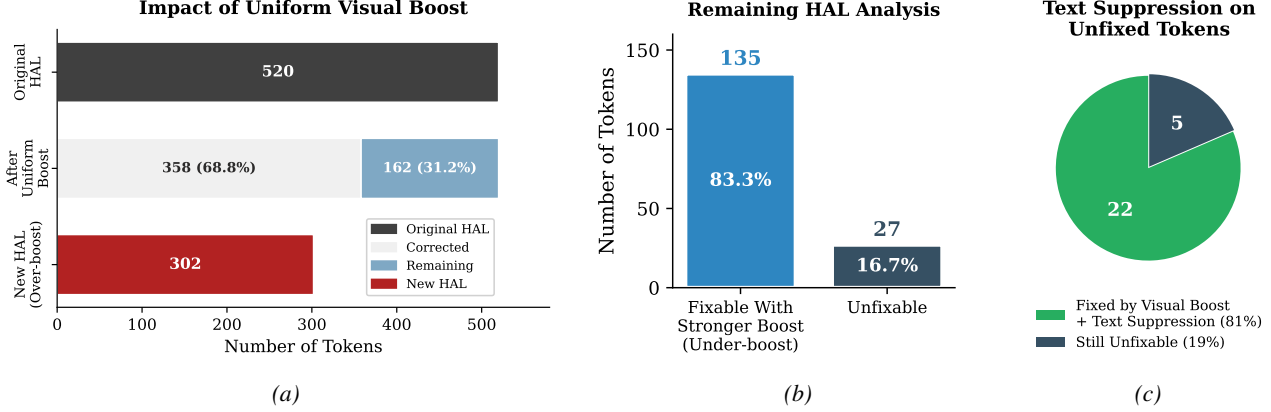 Impact of Uniform Visual Boost
Original
HAL
520
After
Uniform
Boost
358 (68.8%)
162 (31.2%)
New HAL
(Over-boost)
302
Original HAL
Corrected
Remaining
New HAL
0
100
200
300
400
500
Number of Tokens
(a)
Remaining HAL Analysis
Number of Tokens
150
100
50
0
135
83.3%
27
16.7%
Fixable With
Stronger Boost
(Under-boost)
Unfixable
(b)
Text Suppression on
Unfixed Tokens
5
22
Fixed by Visual Boost
+ Text Suppression (81%)
Still Unfixable (19%)
(c)